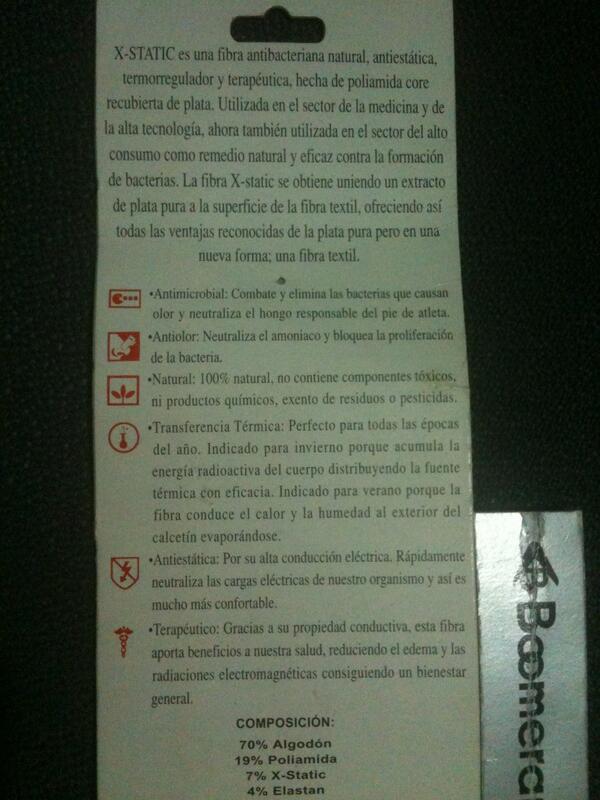 X-STATIC es una fibra antibacteriana natural, antiestática,
termorregulador y terapéutica, hecha de poliamida core
recubierta de plata. Utilizada en el sector de la medicina y de
la alta tecnología, ahora también utilizada en el sector del alto
consumo como remedio natural y eficaz contra la formación
de bacterias. La fibra X-static se obtiene uniendo un extracto
de plata pura a la superficie de la fibra textil, ofreciendo así
todas las ventajas reconocidas de la plata pura pero en una
nueva forma; una fibra textil.
•Antimicrobial: Combate y elimina las bacterias que causan
olor y neutraliza el hongo responsable del pie de atleta.
•Antiolor: Neutraliza el amoniaco y bloquea la proliferación
de la bacteria.
•Natural: 100% natural, no contiene componentes tóxicos,
ni productos químicos, exento de residuos o pesticidas.
•Transferencia Térmica: Perfecto para todas las épocas
del año. Indicado para invierno porque acumula la
energía radioactiva del cuerpo distribuyendo la fuente
térmica con eficacia. Indicado para verano porque la
fibra conduce el calor y la humedad al exterior del
calcetín evaporándose.
•Antiestática: Por su alta conducción eléctrica. Rápidamente
neutraliza las cargas eléctricas de nuestro organismo y así es
mucho más confortable.
•Terapéutico: Gracias a su propiedad conductiva, esta fibra
aporta beneficios a nuestra salud, reduciendo el edema y las
radiaciones electromagnéticas consiguiendo un bienestar
general.
COMPOSICIÓN:
70% Algodón
19% Poliamida
7% X-Static
4% Elastan
Boomera